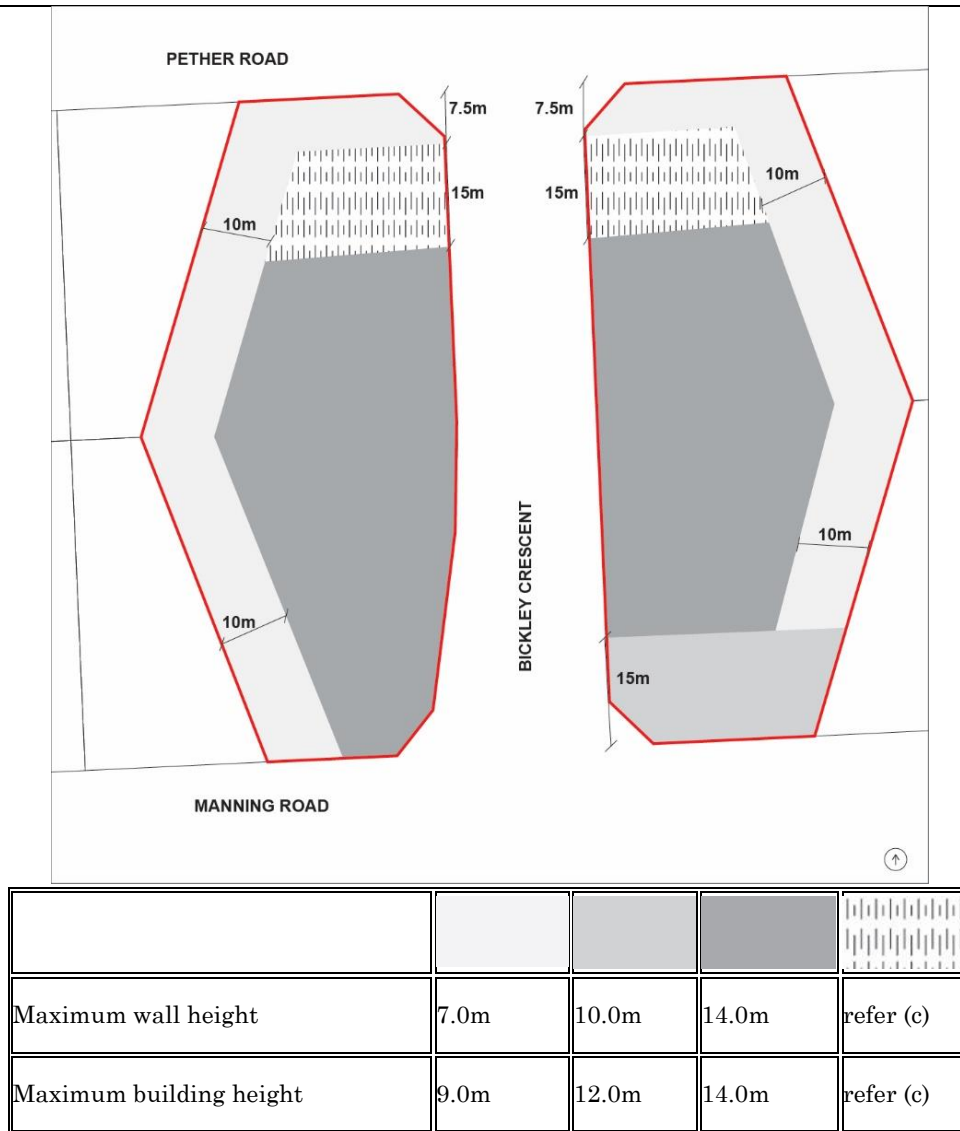 PETHER ROAD
7.5m
7.5m
15m
15m
10m
10m
BICKLEY CRESCENT
10m
10m
15m
MANNING ROAD
Maximum wall height 7.0m 10.0m 14.0m refer (c)
Maximum building height 9.0m 12.0m 14.0m refer (c)